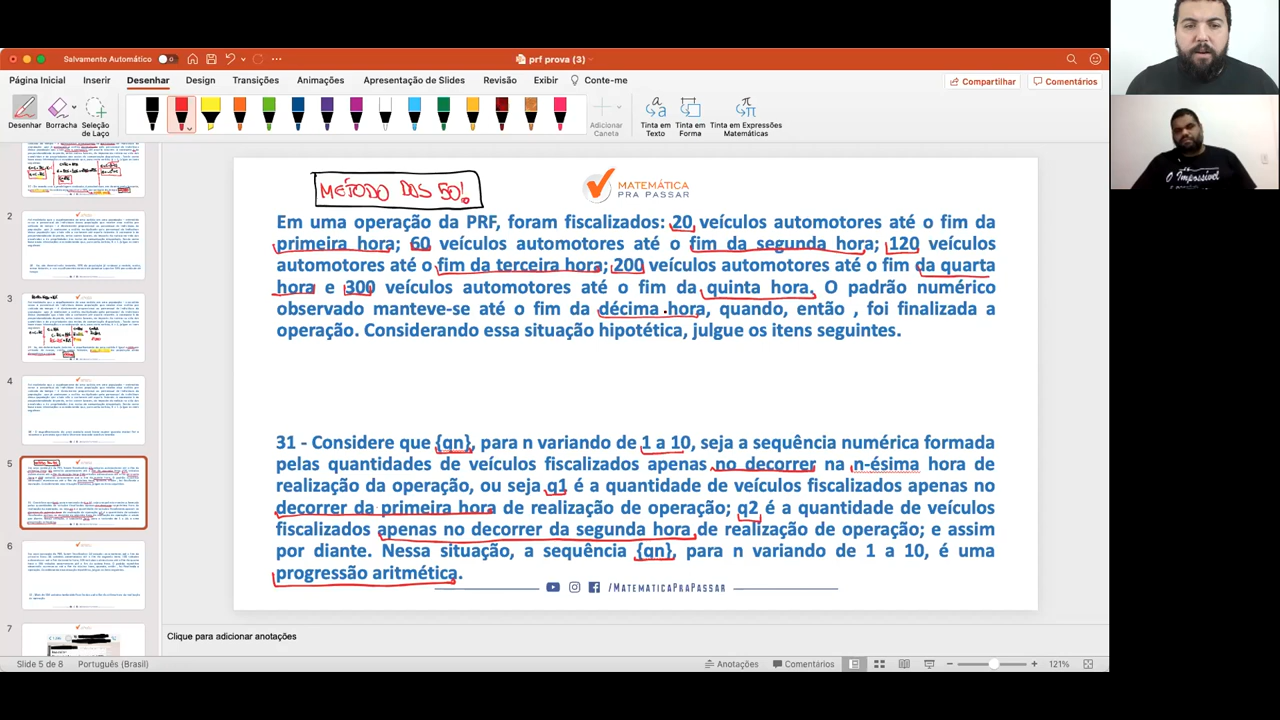 Salvamento Automático
prf prova (3)
Página Inicial Inserir Desenhar Design Transições Animações Apresentação de Slides Revisão Exibir Conte-me
Compartilhar Comentários
Desenhar Borracha Seleção de Laço Adicionar Caneta Tinta em Texto Tinta em Forma Tinta em Expressões Matemáticas
MÉTODO DOS 50!
MATEMÁTICA
PRA PASSAR
Em uma operação da PRF, foram fiscalizados: 20 veículos automotores até o fim da
primeira hora; 60 veículos automotores até o fim da segunda hora; 120 veículos
automotores até o fim da terceira hora; 200 veículos automotores até o fim da quarta
hora e 300 veículos automotores até o fim da quinta hora. O padrão numérico
observado manteve-se até o fim da décima hora, quando, então , foi finalizada a
operação. Considerando essa situação hipotética, julgue os itens seguintes.
31 - Considere que {qn}, para n variando de 1 a 10, seja a sequência numérica formada
pelas quantidades de veículos fiscalizados apenas no decorrer na n-ésima hora de
realização da operação, ou seja q1 é a quantidade de veículos fiscalizados apenas no
decorrer da primeira hora de realização de operação; q2 é a quantidade de veículos
fiscalizados apenas no decorrer da segunda hora de realização de operação; e assim
por diante. Nessa situação a sequência {qn}, para n variando de 1 a 10, é uma
progressão aritmética.
/MATEMATICAPRAPASSAR
2
3
4
5
6
7
Clique para adicionar anotações
Slide 5 de 8 Português (Brasil) Anotações Comentários 121%
O Impossível